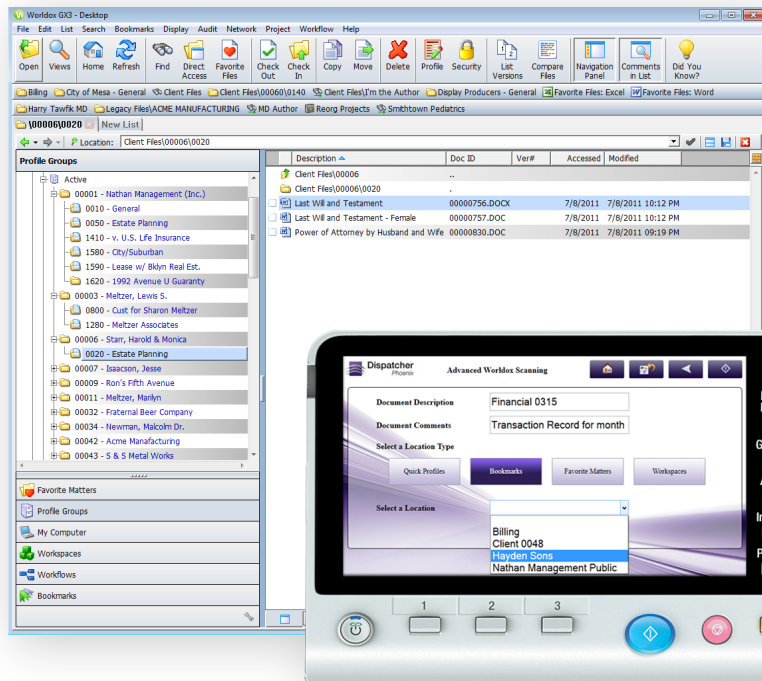 Worldox GX3 - Desktop
File Edit List Search Bookmarks Display Audit Network Project Workflow Help
Open Views Home Refresh Find Direct Access Favorite Files Check Out Check In Copy Move Delete Profile Security List Versions Compare Files Navigation Panel Comments in List Did You Know?
Billing City of Mesa - General Client Files Client Files\00060\0140 Client Files\I'm the Author Display Producers - General Favorite Files: Excel Favorite Files: Word
Harry Tawfik MD Legacy Files\ACME MANUFACTURING MD Author Reorg Projects Smithtown Pediatrics
\00006\0020 New List
Location: Client Files\00006\0020
Profile Groups
Active
00001 - Nathan Management (Inc.)
0010 - General
0050 - Estate Planning
1410 - v. U.S. Life Insurance
1580 - City/Suburban
1590 - Lease w/ Bklyn Real Est.
1620 - 1992 Avenue U Guaranty
00003 - Meltzer, Lewis S.
0800 - Cust for Sharon Meltzer
1280 - Meltzer Associates
00006 - Starr, Harold & Monica
0020 - Estate Planning
00007 - Isaacson, Jesse
00009 - Ron's Fifth Avenue
00011 - Meltzer, Marilyn
00032 - Fraternal Beer Company
00034 - Newman, Malcolm Dr.
00042 - Acme Manafacturing
00043 - S & S Metal Works
Favorite Matters
Profile Groups
My Computer
Workspaces
Workflows
Bookmarks
Description Doc ID Ver# Accessed Modified
Client Files\00006 ..
Client Files\00006\0020 .
Last Will and Testament 00000756.DOCX 7/8/2011 7/8/2011 10:12 PM
Last Will and Testament - Female 00000757.DOC 7/8/2011 7/8/2011 10:12 PM
Power of Attorney by Husband and Wife 00000830.DOC 7/8/2011 7/8/2011 09:19 PM
Dispatcher Phoenix Advanced Worldox Scanning
Document Description Financial 0315
Document Comments Transaction Record for month
Select a Location Type
Quick Profiles Bookmarks Favorite Matters Workspaces
Select a Location
Billing
Client 0048
Hayden Sons
Nathan Management Public
1 2 3